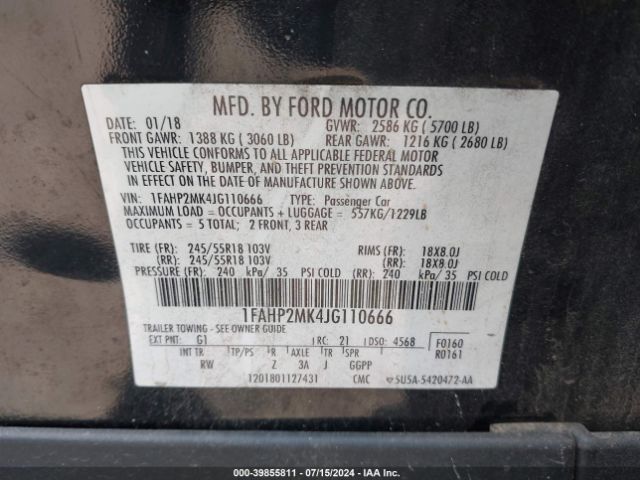 MFD. BY FORD MOTOR CO.
DATE: 01/18 GVWR: 2586 KG ( 5700 LB)
FRONT GAWR: 1388 KG ( 3060 LB) REAR GAWR: 1216 KG ( 2680 LB)
THIS VEHICLE CONFORMS TO ALL APPLICABLE FEDERAL MOTOR
VEHICLE SAFETY, BUMPER, AND THEFT PREVENTION STANDARDS
IN EFFECT ON THE DATE OF MANUFACTURE SHOWN ABOVE.
VIN: 1FAHP2MK4JG110666 TYPE: Passenger Car
MAXIMUM LOAD = OCCUPANTS + LUGGAGE = 557KG/1229LB
OCCUPANTS = 5 TOTAL; 2 FRONT, 3 REAR
TIRE (FR): 245/55R18 103V RIMS (FR): 18X8.0J
(RR): 245/55R18 103V (RR): 18X8.0J
PRESSURE (FR): 240 kPa/ 35 PSI COLD (RR): 240 kPa/ 35 PSI COLD
1FAHP2MK4JG110666
TRAILER TOWING - SEE OWNER GUIDE
EXT PNT: G1 RC: 21 DSO: 4568 F0160
INT TR TP/PS R AXLE TR SPR R0161
RW Z 3A J GGPP
1201801127431 CMC 5U5A-5420472-AA
000-39855811 - 07/15/2024 - IAA Inc.